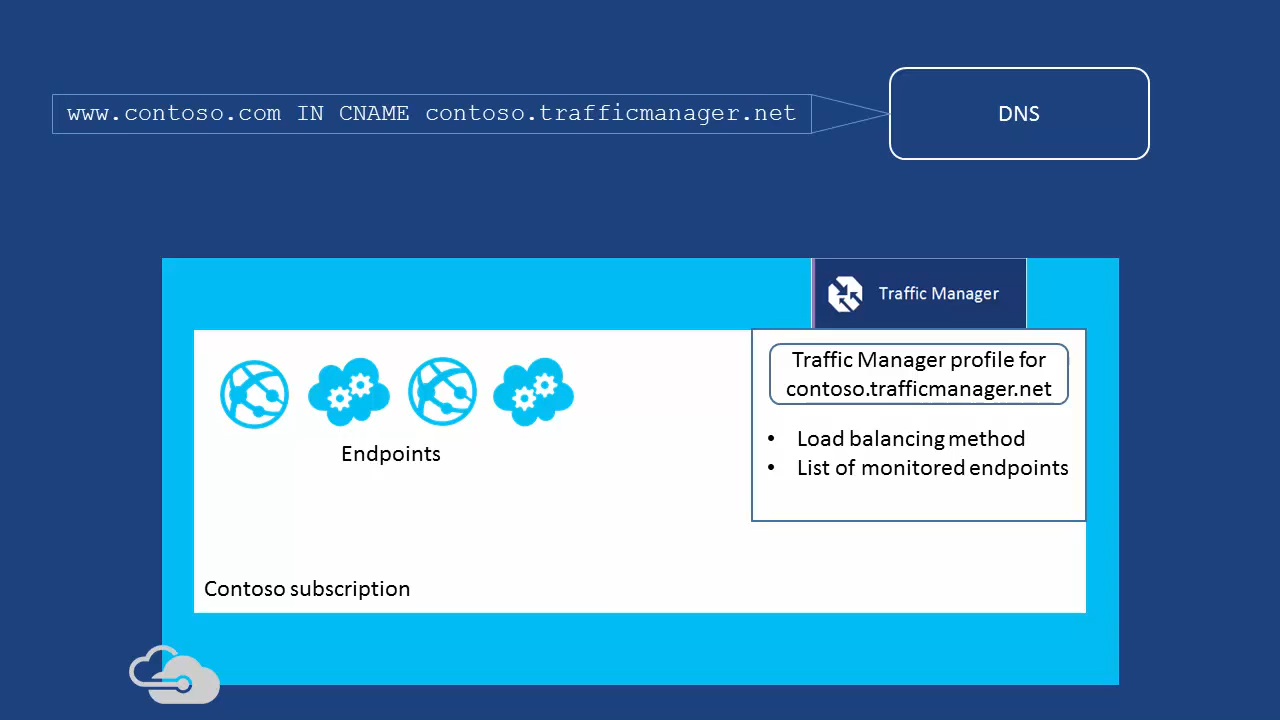 www.contoso.com IN CNAME contoso.trafficmanager.net
DNS
Traffic Manager
Traffic Manager profile for
contoso.trafficmanager.net
• Load balancing method
• List of monitored endpoints
Endpoints
Contoso subscription